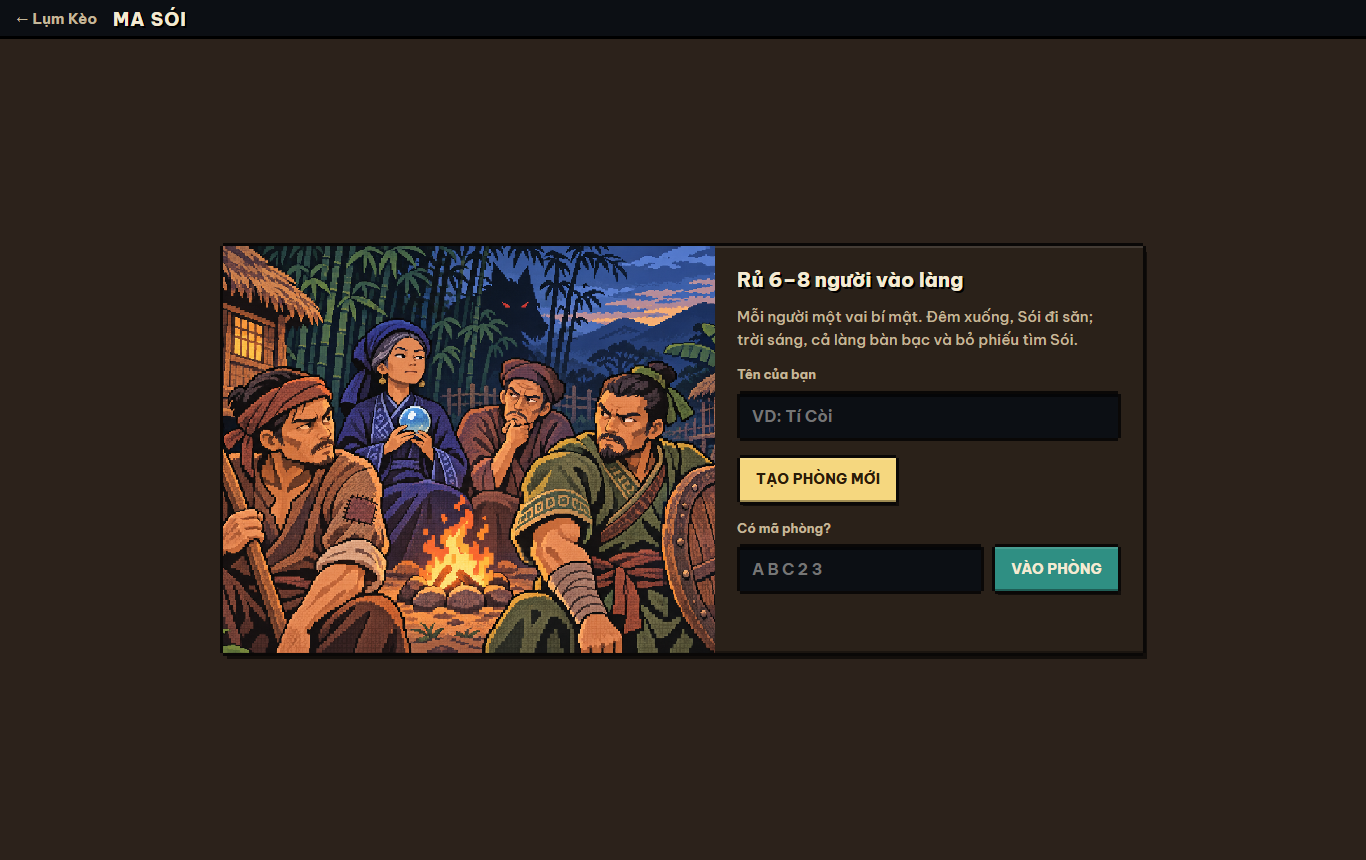 ← Lụm Kèo MA SÓI
Rủ 6–8 người vào làng
Mỗi người một vai bí mật. Đêm xuống, Sói đi săn;
trời sáng, cả làng bàn bạc và bỏ phiếu tìm Sói.
Tên của bạn
VD: Tí Còi
TẠO PHÒNG MỚI
Có mã phòng?
ABC23 VÀO PHÒNG